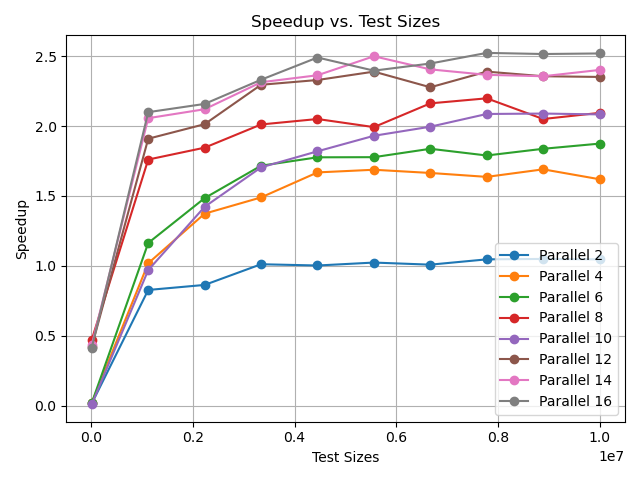 Speedup vs. Test Sizes
Speedup
2.5
2.0
1.5
1.0
0.5
0.0
0.0
0.2
0.4
0.6
0.8
1.0
1e7
Test Sizes
Parallel 2
Parallel 4
Parallel 6
Parallel 8
Parallel 10
Parallel 12
Parallel 14
Parallel 16